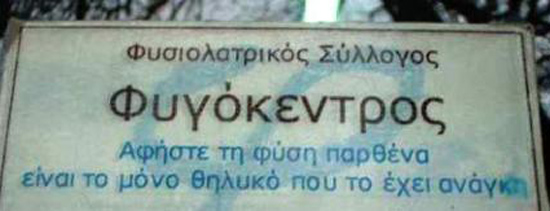 Φυσιολατρικός Σύλλογος
Φυγόκεντρος
Αφήστε τη φύση παρθένα
είναι το μόνο θηλυκό που το έχει ανάγκη